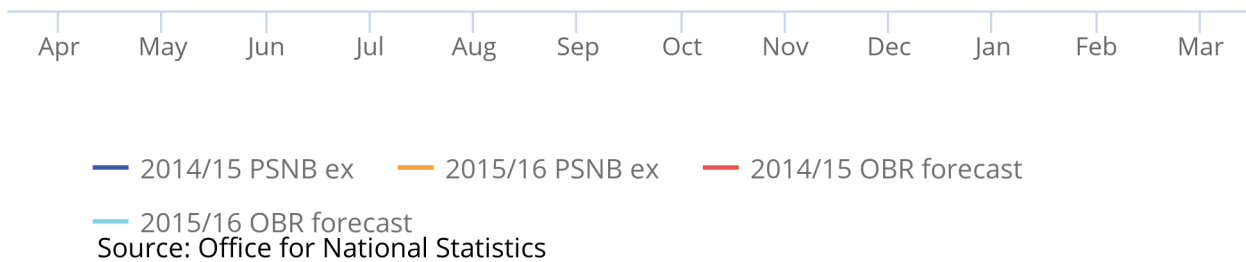 Apr May Jun Jul Aug Sep Oct Nov Dec Jan Feb Mar
2014/15 PSNB ex 2015/16 PSNB ex 2014/15 OBR forecast
2015/16 OBR forecast
Source: Office for National Statistics